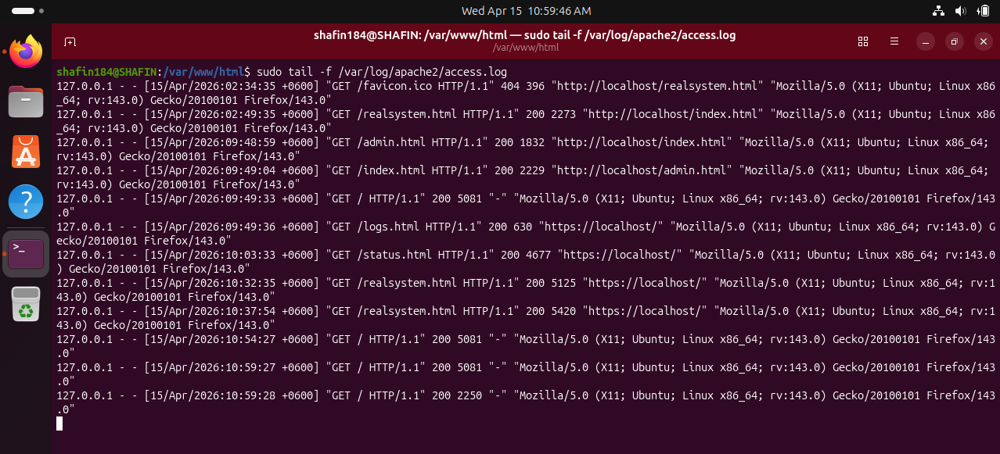 Wed Apr 15 10:59:46 AM
shafin184@SHAFIN: /var/www/html — sudo tail -f /var/log/apache2/access.log
/var/www/html
shafin184@SHAFIN:/var/www/html$ sudo tail -f /var/log/apache2/access.log
127.0.0.1 - - [15/Apr/2026:02:34:35 +0600] "GET /favicon.ico HTTP/1.1" 404 396 "http://localhost/realsystem.html" "Mozilla/5.0 (X11; Ubuntu; Linux x86
_64; rv:143.0) Gecko/20100101 Firefox/143.0"
127.0.0.1 - - [15/Apr/2026:02:49:35 +0600] "GET /realsystem.html HTTP/1.1" 200 2273 "http://localhost/index.html" "Mozilla/5.0 (X11; Ubuntu; Linux x86
_64; rv:143.0) Gecko/20100101 Firefox/143.0"
127.0.0.1 - - [15/Apr/2026:09:48:59 +0600] "GET /admin.html HTTP/1.1" 200 1832 "http://localhost/index.html" "Mozilla/5.0 (X11; Ubuntu; Linux x86_64;
rv:143.0) Gecko/20100101 Firefox/143.0"
127.0.0.1 - - [15/Apr/2026:09:49:04 +0600] "GET /index.html HTTP/1.1" 200 2229 "http://localhost/admin.html" "Mozilla/5.0 (X11; Ubuntu; Linux x86_64;
rv:143.0) Gecko/20100101 Firefox/143.0"
127.0.0.1 - - [15/Apr/2026:09:49:33 +0600] "GET / HTTP/1.1" 200 5081 "-" "Mozilla/5.0 (X11; Ubuntu; Linux x86_64; rv:143.0) Gecko/20100101 Firefox/143
.0"
127.0.0.1 - - [15/Apr/2026:09:49:36 +0600] "GET /logs.html HTTP/1.1" 200 630 "https://localhost/" "Mozilla/5.0 (X11; Ubuntu; Linux x86_64; rv:143.0) G
ecko/20100101 Firefox/143.0"
127.0.0.1 - - [15/Apr/2026:10:03:33 +0600] "GET /status.html HTTP/1.1" 200 4677 "https://localhost/" "Mozilla/5.0 (X11; Ubuntu; Linux x86_64; rv:143.0
) Gecko/20100101 Firefox/143.0"
127.0.0.1 - - [15/Apr/2026:10:32:35 +0600] "GET /realsystem.html HTTP/1.1" 200 5125 "https://localhost/" "Mozilla/5.0 (X11; Ubuntu; Linux x86_64; rv:1
43.0) Gecko/20100101 Firefox/143.0"
127.0.0.1 - - [15/Apr/2026:10:37:54 +0600] "GET /realsystem.html HTTP/1.1" 200 5420 "https://localhost/" "Mozilla/5.0 (X11; Ubuntu; Linux x86_64; rv:1
43.0) Gecko/20100101 Firefox/143.0"
127.0.0.1 - - [15/Apr/2026:10:54:27 +0600] "GET / HTTP/1.1" 200 5081 "-" "Mozilla/5.0 (X11; Ubuntu; Linux x86_64; rv:143.0) Gecko/20100101 Firefox/143
.0"
127.0.0.1 - - [15/Apr/2026:10:59:27 +0600] "GET / HTTP/1.1" 200 5081 "-" "Mozilla/5.0 (X11; Ubuntu; Linux x86_64; rv:143.0) Gecko/20100101 Firefox/143
.0"
127.0.0.1 - - [15/Apr/2026:10:59:28 +0600] "GET / HTTP/1.1" 200 2250 "-" "Mozilla/5.0 (X11; Ubuntu; Linux x86_64; rv:143.0) Gecko/20100101 Firefox/143
.0"